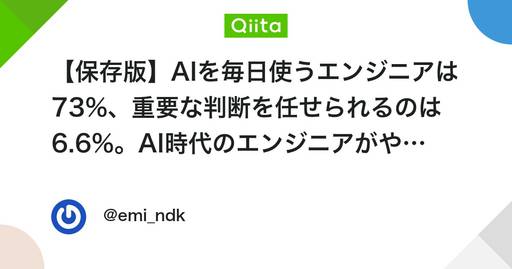 Qiita
【保存版】AIを毎日使うエンジニアは
73%、重要な判断を任せられるのは
6.6%。AI時代のエンジニアがや…
@emi_ndk